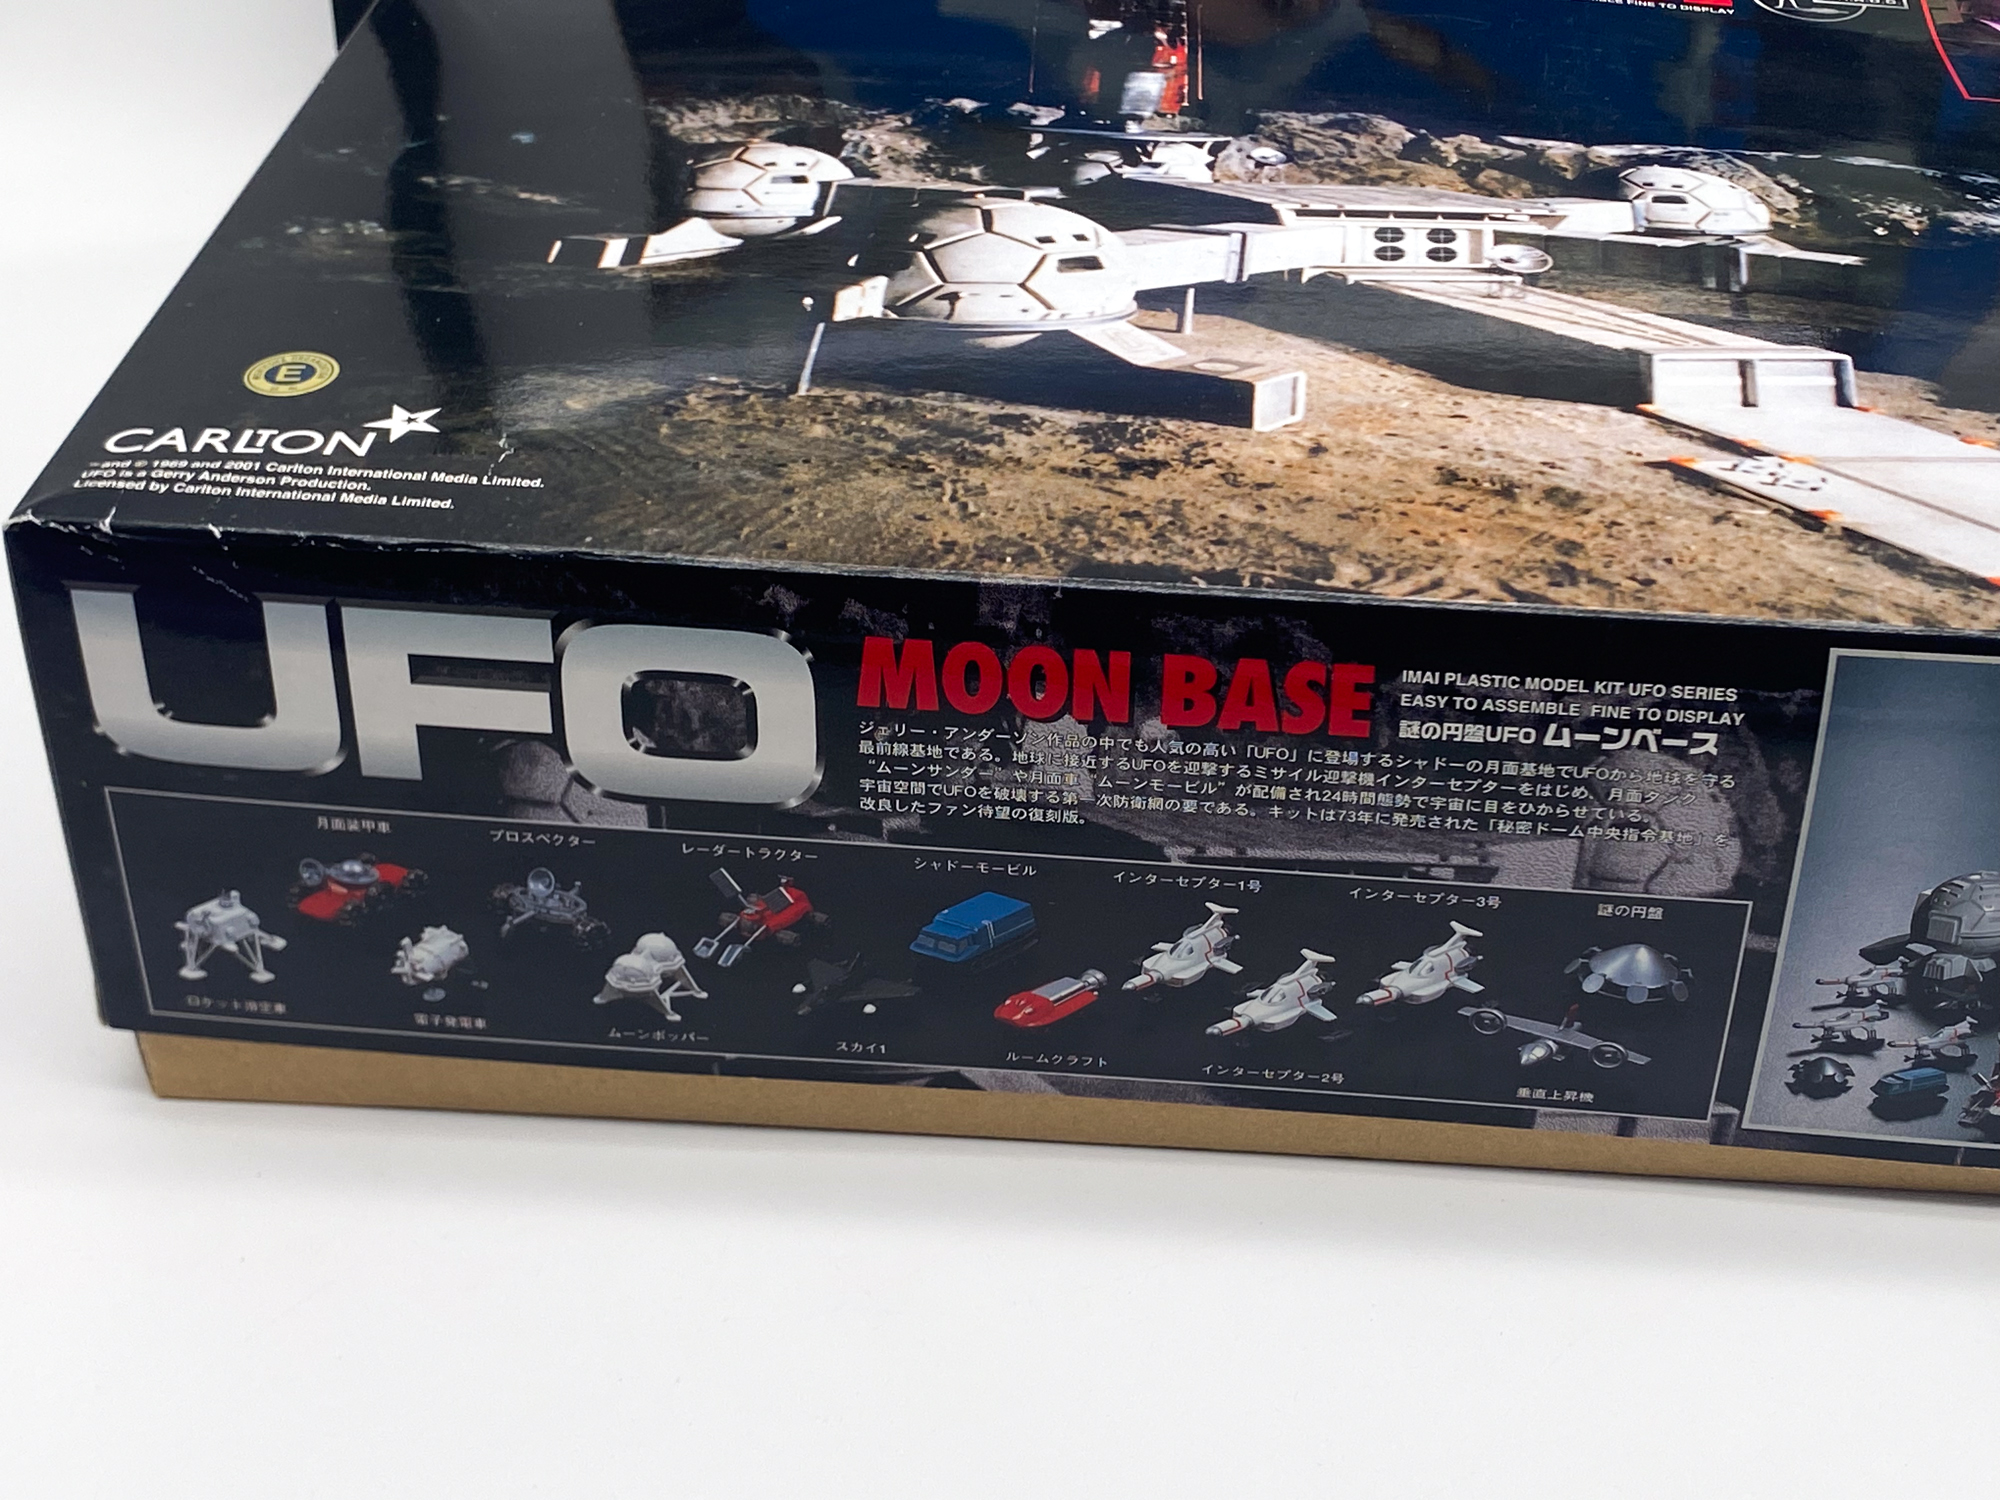 FINE TO DISPLAY
E
CARLTON
and © 1969 and 2001 Carlton International Media Limited.
UFO is a Gerry Anderson Production.
Licensed by Carlton International Media Limited.
UFO
MOON BASE
IMAI PLASTIC MODEL KIT UFO SERIES
EASY TO ASSEMBLE FINE TO DISPLAY
謎の円盤UFO ムーンベース
ジェリー・アンダーソン作品の中でも人気の高い「UFO」に登場するシャドーの月面基地でUFOから地球を守る
最前線基地である。地球に接近するUFOを迎撃するミサイル迎撃機インターセプターをはじめ、月面タンク
“ムーンサンダー”や月面車“ムーンモービル”が配備され24時間態勢で宇宙に目をひからせている。
宇宙空間でUFOを破壊する第一次防衛網の要である。キットは73年に発売された「秘密ドーム中央指令基地」を
改良したファン待望の復刻版。
月面装甲車
プロスペクター
レーダートラクター
シャドーモービル
インターセプター1号
インターセプター3号
謎の円盤
ロケット測定車
電子発電車
ムーンホッパー
スカイ1
ルームクラフト
インターセプター2号
垂直上昇機